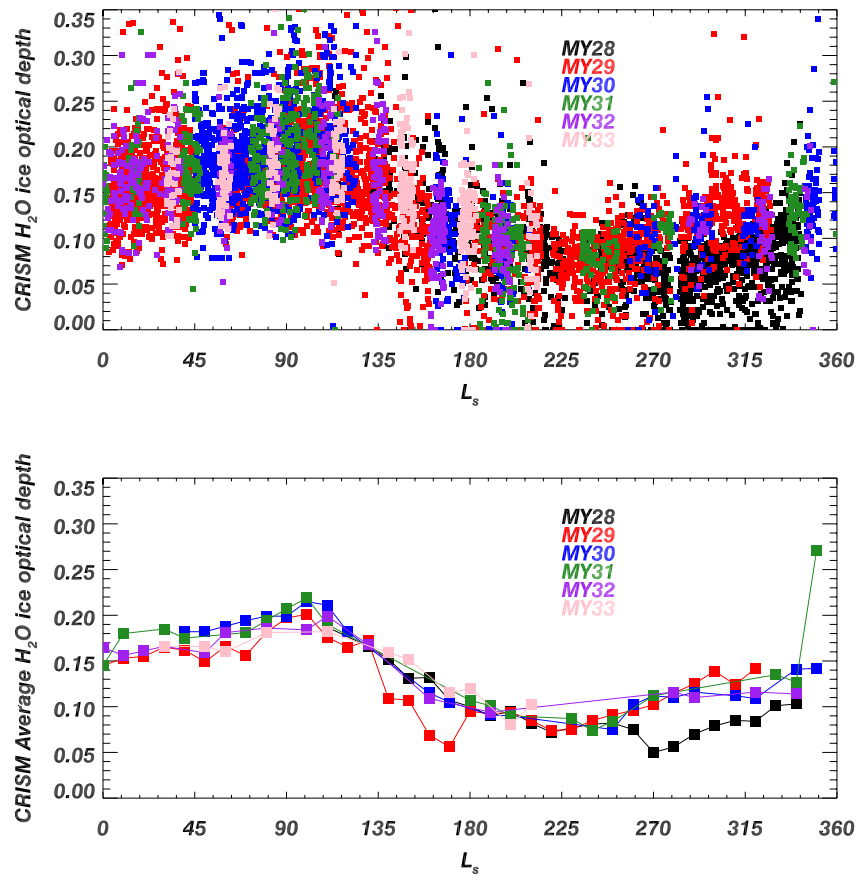 CRISM H2O ice optical depth
0.35
0.30
0.25
0.20
0.15
0.10
0.05
0.00
MY28
MY29
MY30
MY31
MY32
MY33
0 45 90 135 180 225 270 315 360
Ls
CRISM Average H2O ice optical depth
0.35
0.30
0.25
0.20
0.15
0.10
0.05
0.00
MY28
MY29
MY30
MY31
MY32
MY33
0 45 90 135 180 225 270 315 360
Ls